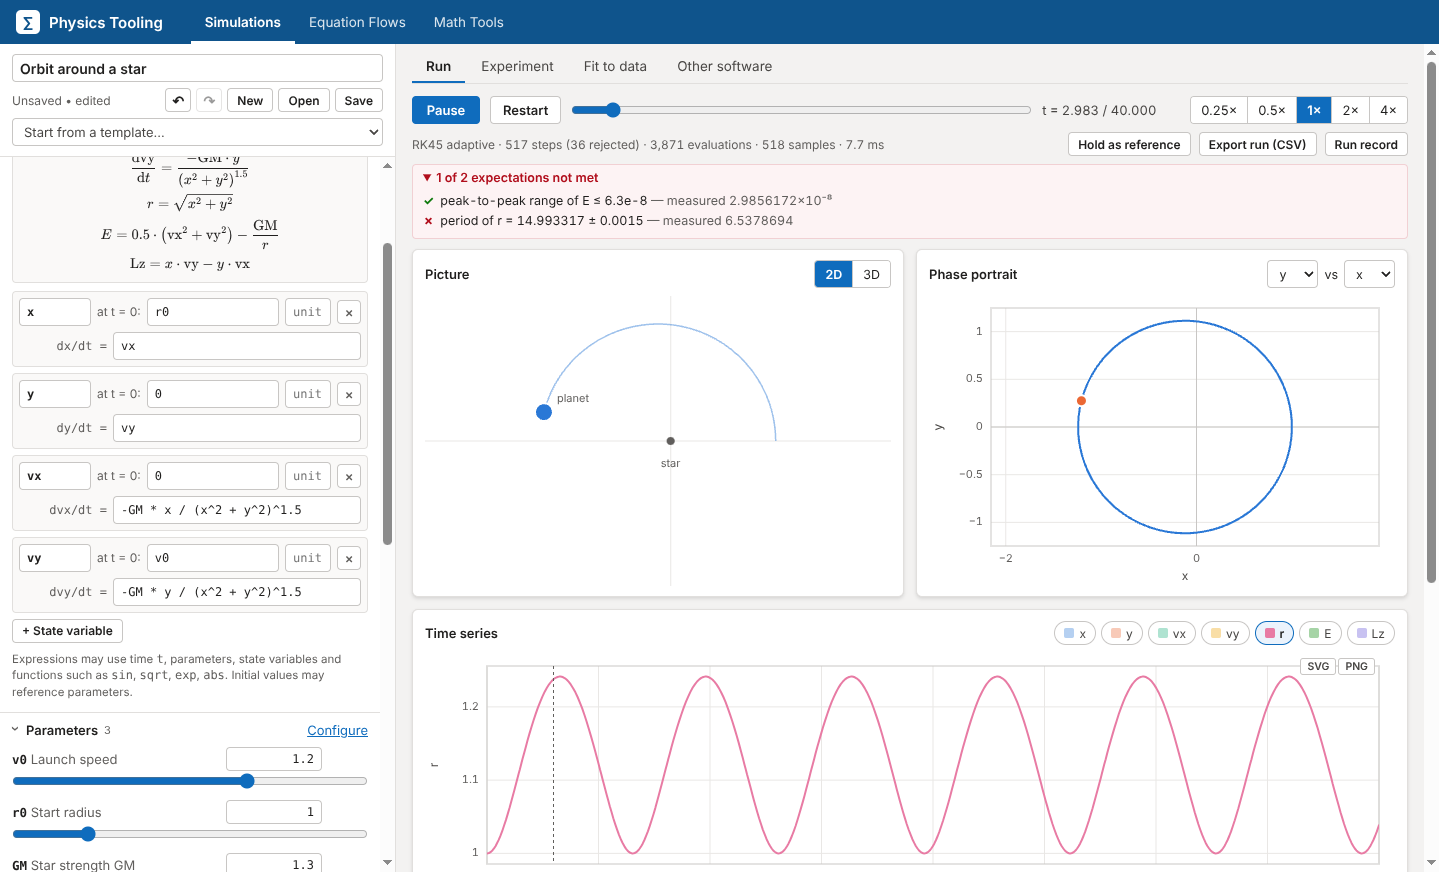 Σ Physics Tooling Simulations Equation Flows Math Tools
Orbit around a star
Unsaved • edited ↶ ↷ New Open Save
Start from a template...
dvy/dt = −GM · y / (x² + y²)^1.5
r = √(x² + y²)
E = 0.5 · (vx² + vy²) − GM/r
Lz = x · vy − y · vx
x at t = 0: r0 unit ×
dx/dt = vx
y at t = 0: 0 unit ×
dy/dt = vy
vx at t = 0: 0 unit ×
dvx/dt = -GM * x / (x^2 + y^2)^1.5
vy at t = 0: v0 unit ×
dvy/dt = -GM * y / (x^2 + y^2)^1.5
+ State variable
Expressions may use time t, parameters, state variables and
functions such as sin, sqrt, exp, abs. Initial values may
reference parameters.
Parameters 3 Configure
v0 Launch speed 1.2
r0 Start radius 1
GM Star strength GM 1.3
Run Experiment Fit to data Other software
Pause Restart t = 2.983 / 40.000 0.25× 0.5× 1× 2× 4×
RK45 adaptive · 517 steps (36 rejected) · 3,871 evaluations · 518 samples · 7.7 ms Hold as reference Export run (CSV) Run record
▼ 1 of 2 expectations not met
✓ peak-to-peak range of E ≤ 6.3e-8 — measured 2.9856172×10⁻⁸
× period of r = 14.993317 ± 0.0015 — measured 6.5378694
Picture 2D 3D
planet
star
Phase portrait y vs x
1
0.5
0
−0.5
−1
−2 0
y
x
Time series x y vx vy r E Lz
SVG PNG
1.2
1.1
1
r